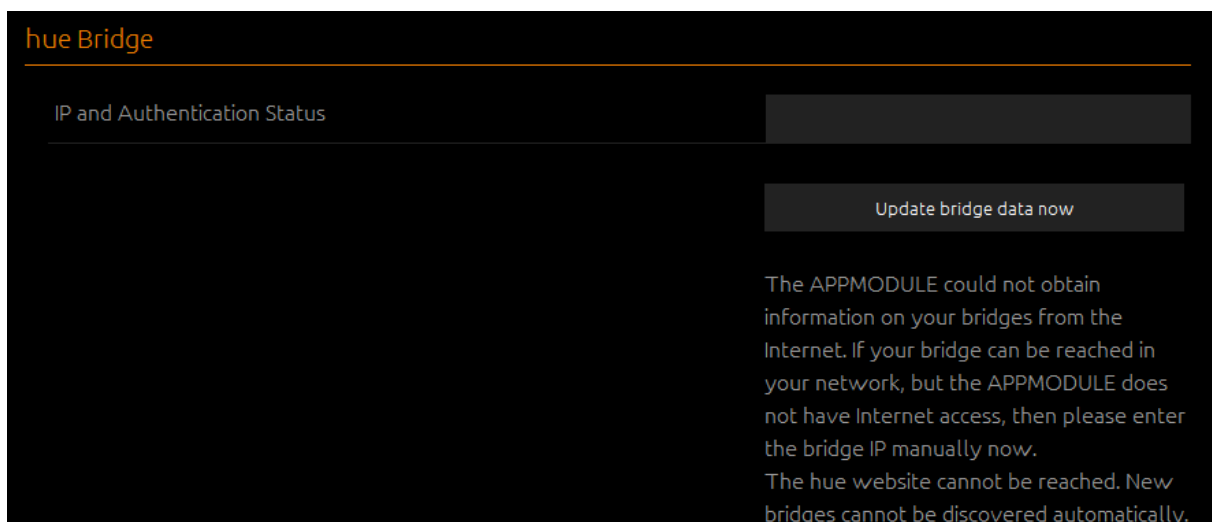 hue Bridge
IP and Authentication Status
Update bridge data now
The APPMODULE could not obtain
information on your bridges from the
Internet. If your bridge can be reached in
your network, but the APPMODULE does
not have Internet access, then please enter
the bridge IP manually now.
The hue website cannot be reached. New
bridges cannot be discovered automatically.